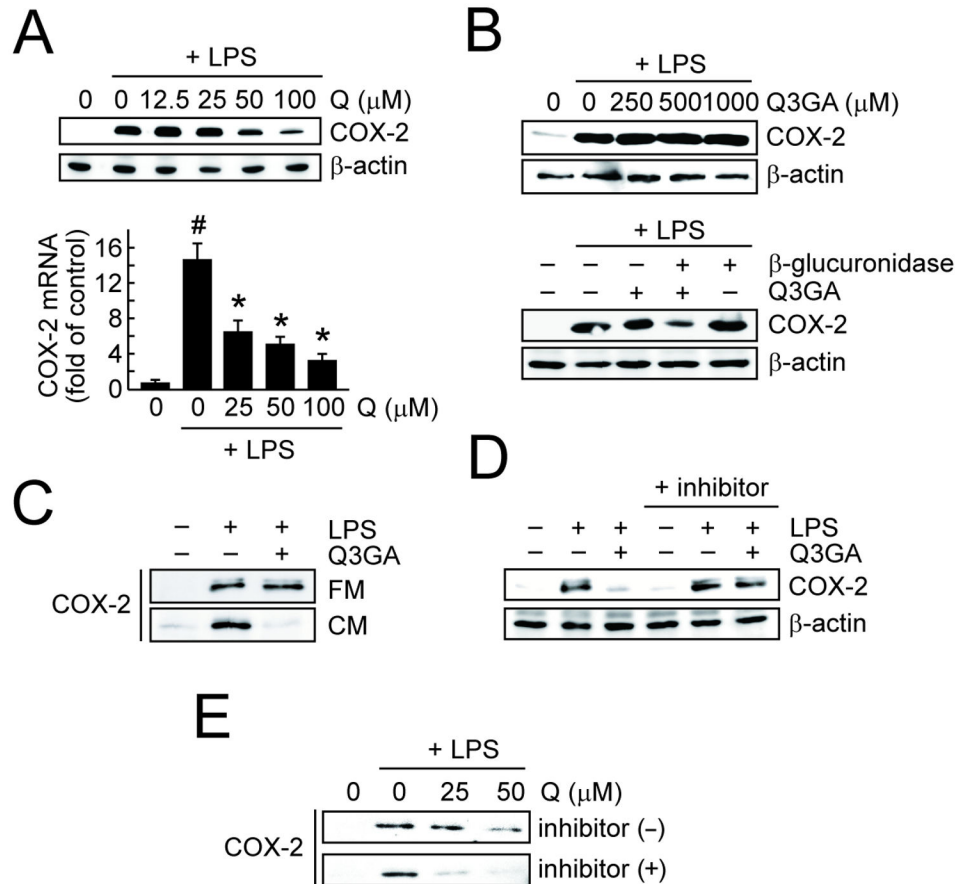 A
+ LPS
0 0 12.5 25 50 100 Q (μM)
COX-2
β-actin
COX-2 mRNA
(fold of control)
16
12
8
4
0
#
*
*
*
0 0 25 50 100 Q (μM)
+ LPS
B
+ LPS
0 0 250 500 1000 Q3GA (μM)
COX-2
β-actin
+ LPS
– – – + + β-glucuronidase
– – + + – Q3GA
COX-2
β-actin
C
– + + LPS
– – + Q3GA
COX-2
FM
CM
D
+ inhibitor
– + + – + + LPS
– – + – – + Q3GA
COX-2
β-actin
E
+ LPS
0 0 25 50 Q (μM)
COX-2
inhibitor (–)
inhibitor (+)